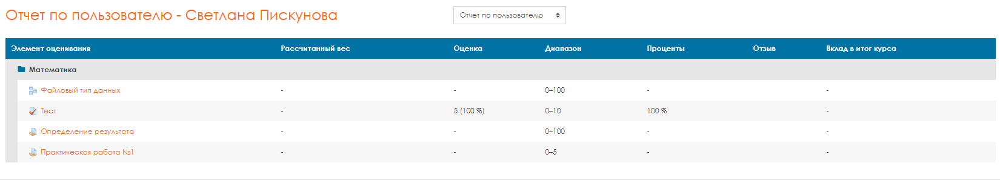 Отчет по пользователю - Светлана Пискунова
Отчет по пользователю
Элемент оценивания Рассчитанный вес Оценка Диапазон Проценты Отзыв Вклад в итог курса
Математика
Файловый тип данных - - 0–100 - -
Тест - 5 (100 %) 0–10 100 % -
Определение результата - - 0–100 - -
Практическая работа №1 - - 0–5 - -